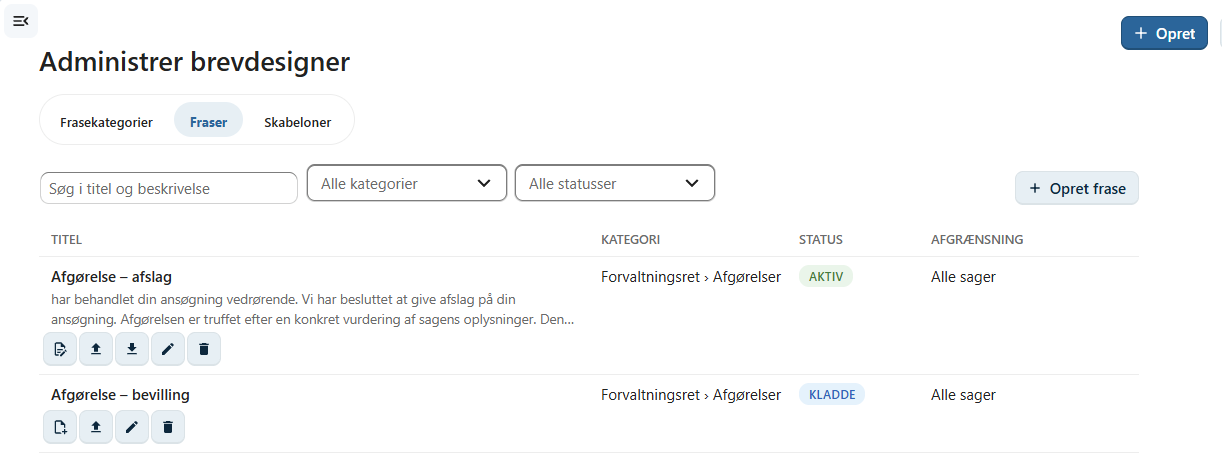 + Opret
Administrer brevdesigner
Frasekategorier Fraser Skabeloner
Søg i titel og beskrivelse Alle kategorier Alle statusser + Opret frase
TITEL KATEGORI STATUS AFGRÆNSNING
Afgørelse – afslag Forvaltningsret › Afgørelser AKTIV Alle sager
har behandlet din ansøgning vedrørende. Vi har besluttet at give afslag på din
ansøgning. Afgørelsen er truffet efter en konkret vurdering af sagens oplysninger. Den...
Afgørelse – bevilling Forvaltningsret › Afgørelser KLADDE Alle sager